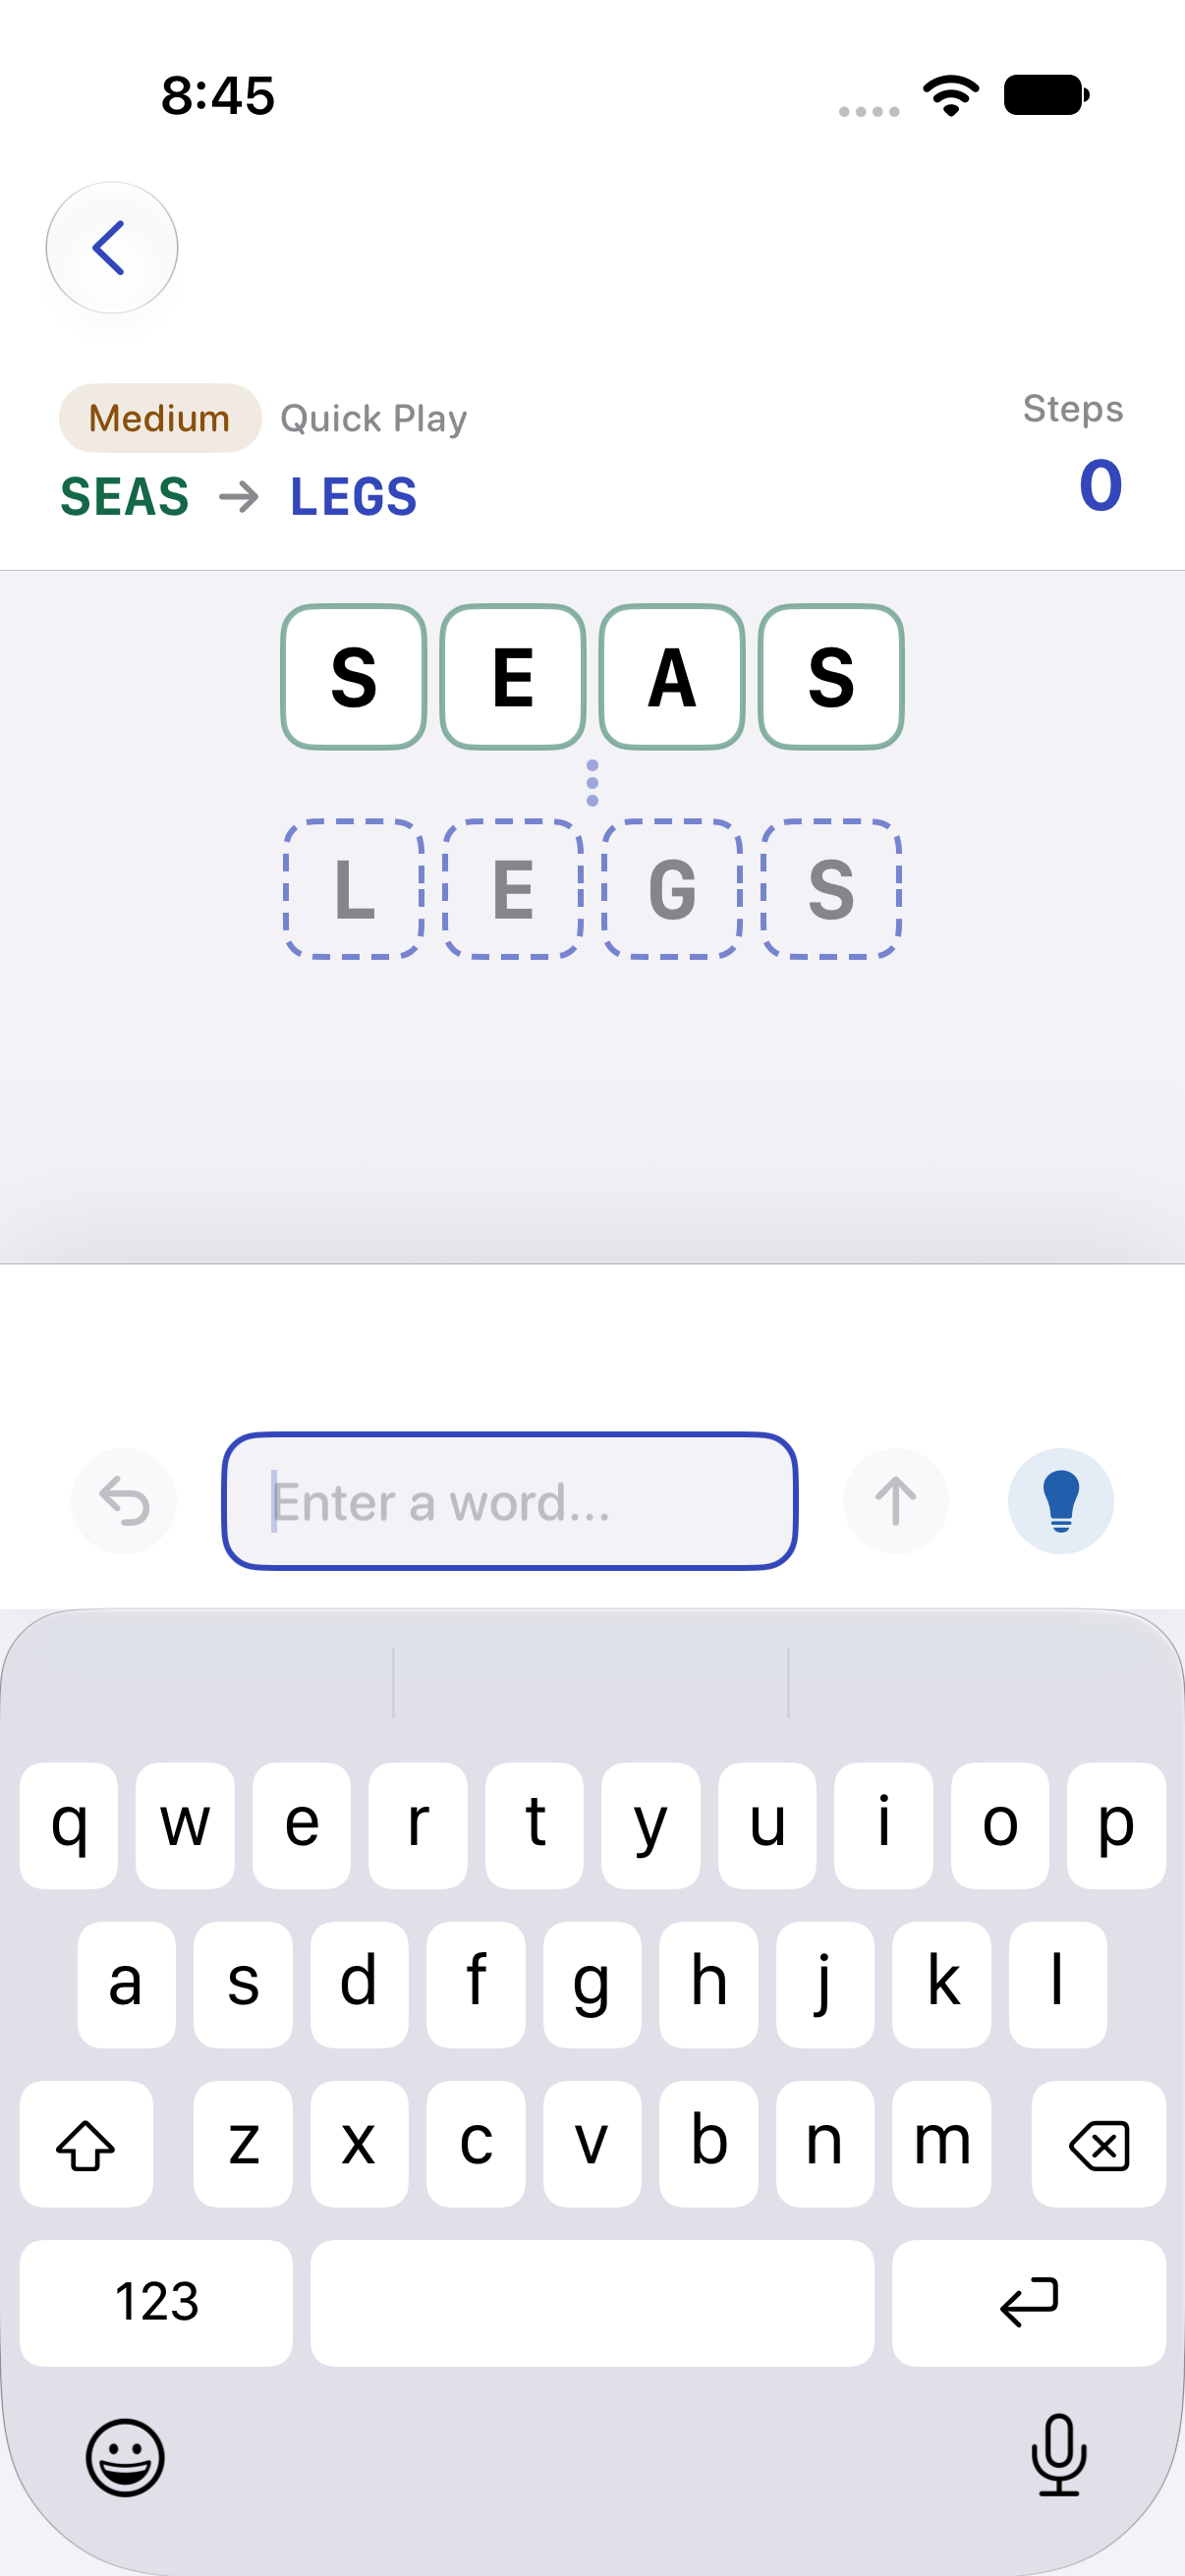 8:45
Medium Quick Play
Steps
SEAS → LEGS
0
S E A S
L E G S
Enter a word...
q w e r t y u i o p
a s d f g h j k l
z x c v b n m
123